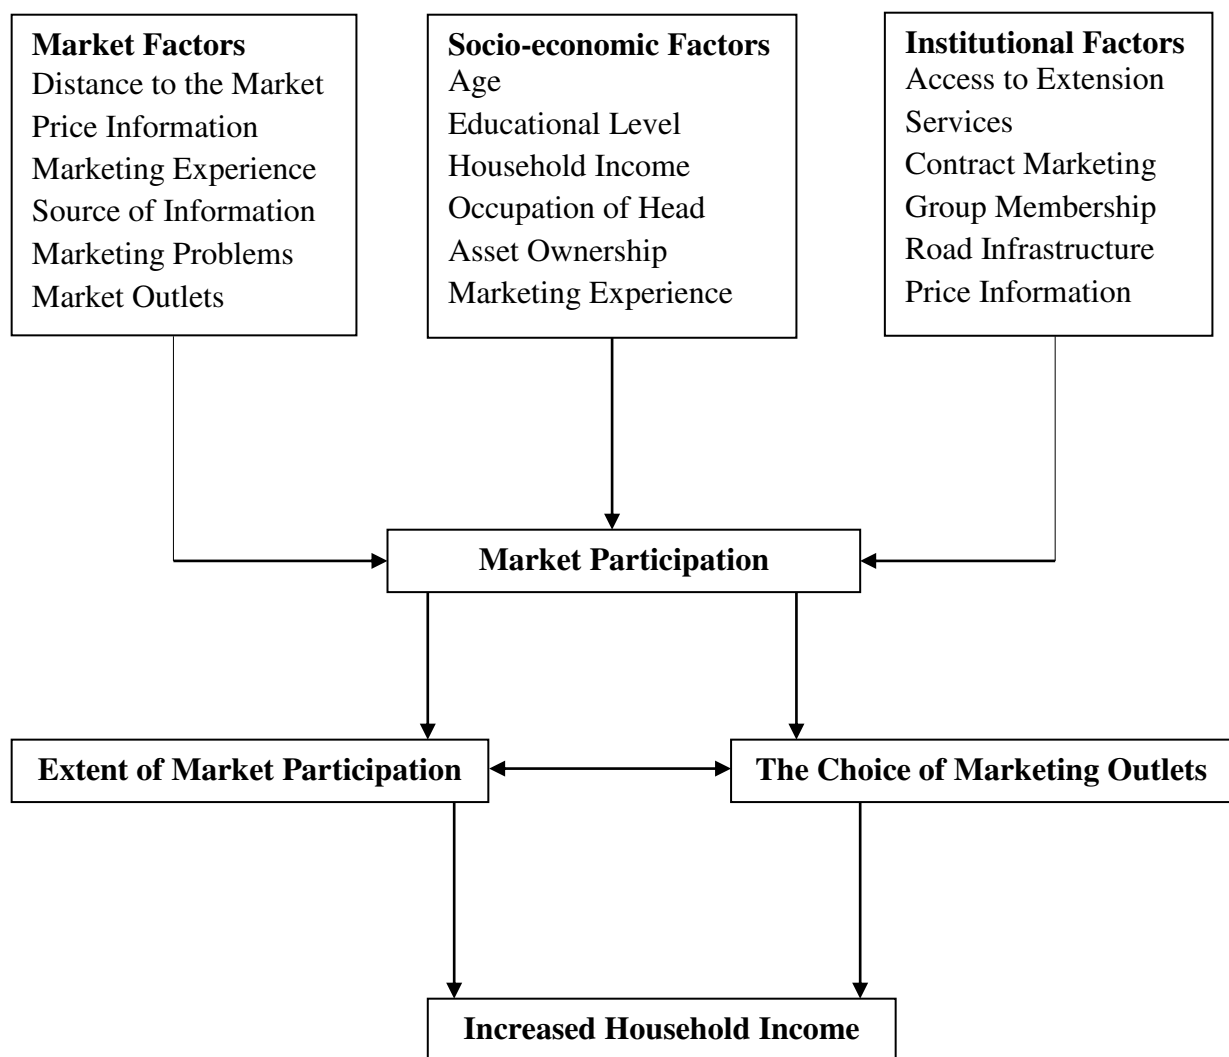 Market Factors
Distance to the Market
Price Information
Marketing Experience
Source of Information
Marketing Problems
Market Outlets
Socio-economic Factors
Age
Educational Level
Household Income
Occupation of Head
Asset Ownership
Marketing Experience
Institutional Factors
Access to Extension
Services
Contract Marketing
Group Membership
Road Infrastructure
Price Information
Market Participation
Extent of Market Participation
The Choice of Marketing Outlets
Increased Household Income